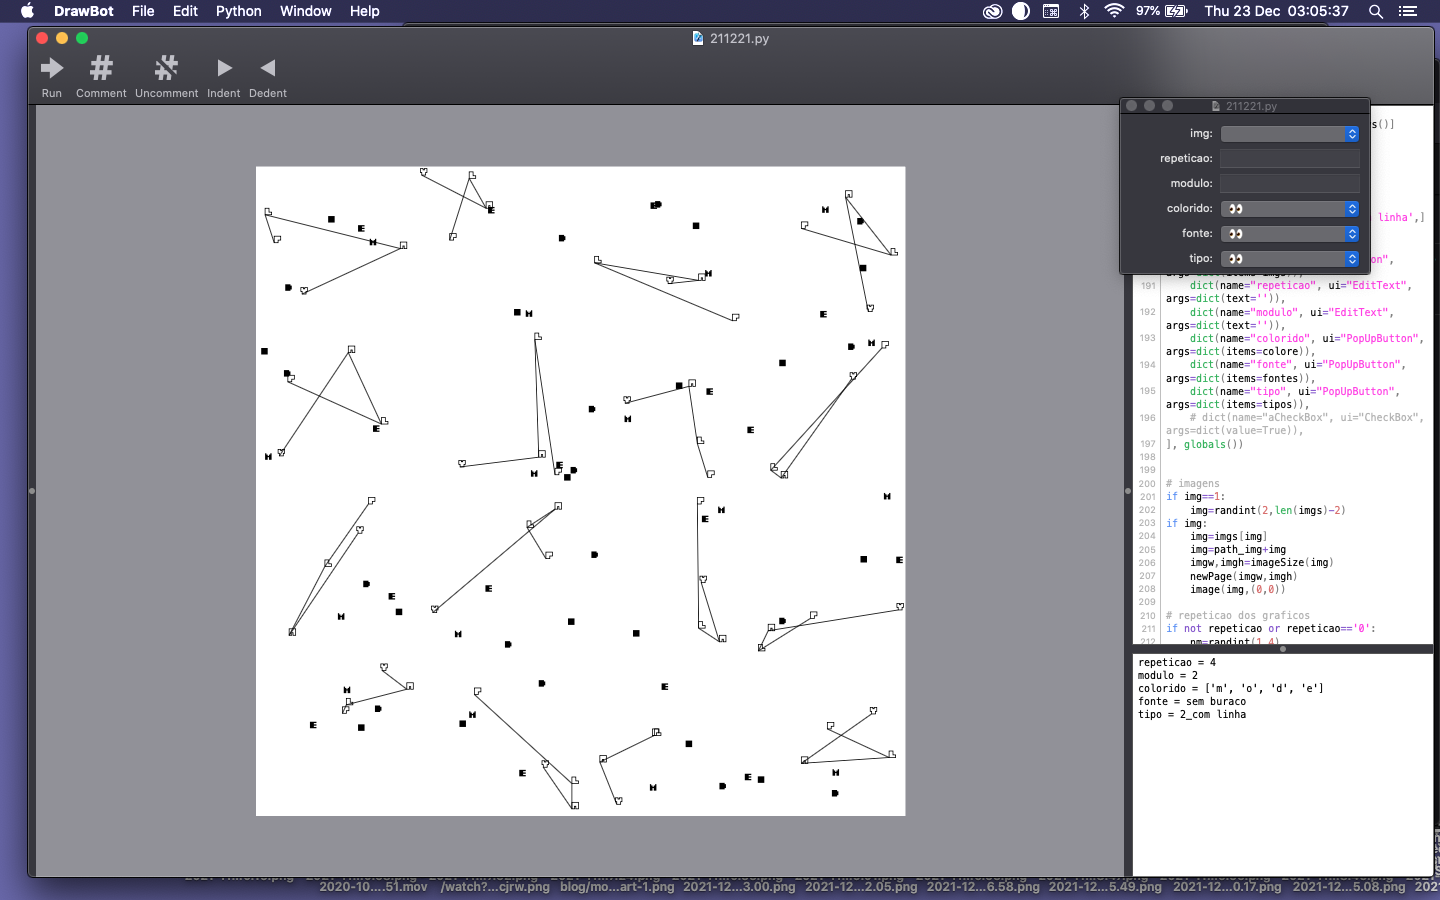 DrawBot File Edit Python Window Help 97% Thu 23 Dec 03:05:37
211221.py
Run Comment Uncomment Indent Dedent
211221.py
img:
repeticao:
modulo:
colorido: 👀
fonte: 👀
tipo: 👀
s()]
linha',]
on",
191 dict(name="repeticao", ui="EditText",
args=dict(text='')),
192 dict(name="modulo", ui="EditText",
args=dict(text='')),
193 dict(name="colorido", ui="PopUpButton",
args=dict(items=colore)),
194 dict(name="fonte", ui="PopUpButton",
args=dict(items=fontes)),
195 dict(name="tipo", ui="PopUpButton",
args=dict(items=tipos)),
196 # dict(name="aCheckBox", ui="CheckBox",
args=dict(value=True)),
197 ], globals())
198
199
200 # imagens
201 if img==1:
202 img=randint(2,len(imgs)-2)
203 if img:
204 img=imgs[img]
205 img=path_img+img
206 imgw,imgh=imageSize(img)
207 newPage(imgw,imgh)
208 image(img,(0,0))
209
210 # repeticao dos graficos
211 if not repeticao or repeticao=='0':
212 nm=randint(1,4)
repeticao = 4
modulo = 2
colorido = ['m', 'o', 'd', 'e']
fonte = sem buraco
tipo = 2_com linha
2020-10....51.mov /watch?...cjrw.png blog/mo...art-1.png 2021-12...3.00.png 2021-12...2.05.png 2021-12...6.58.png 2021-12...5.49.png 2021-12...0.17.png 2021-12...5.08.png